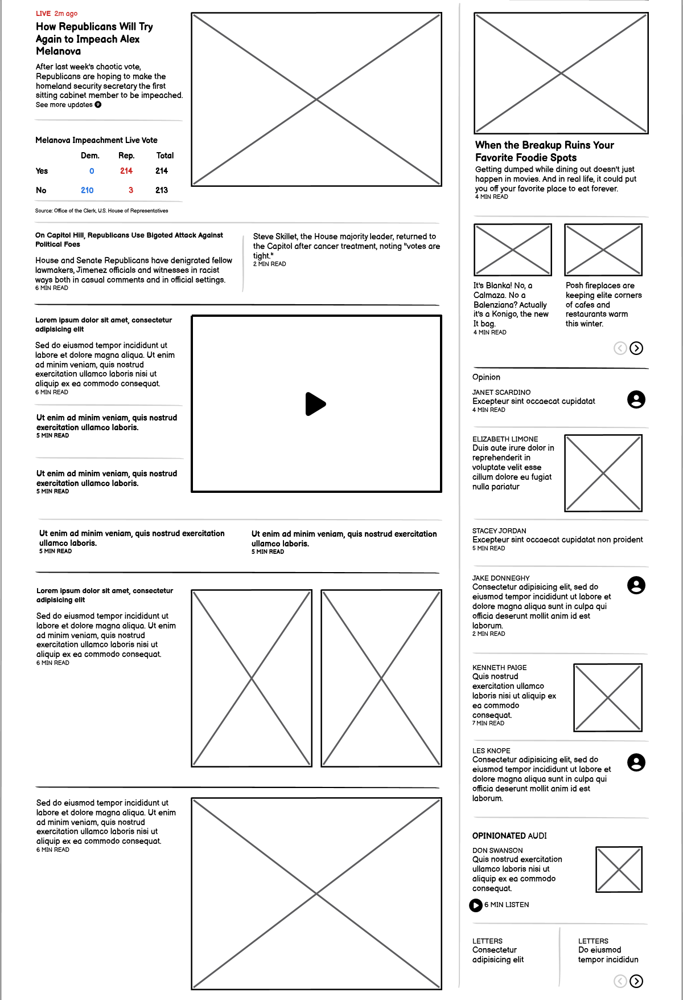 LIVE 2m ago
How Republicans Will Try
Again to Impeach Alex
Melanova
After last week's chaotic vote,
Republicans are hoping to make the
homeland security secretary the first
sitting cabinet member to be impeached.
See more updates
Melanova Impeachment Live Vote
Dem. Rep. Total
Yes 0 214 214
No 210 3 213
Source: Office of the Clerk, U.S. House of Representatives
On Capitol Hill, Republicans Use Bigoted Attack Against
Political Foes
House and Senate Republicans have denigrated fellow
lawmakers, Jimenez officials and witnesses in racist
ways both in casual comments and in official settings.
6 MIN READ
Steve Skillet, the House majority leader, returned to
the Capitol after cancer treatment, noting "votes are
tight."
2 MIN READ
Lorem ipsum dolor sit amet, consectetur
adipisicing elit
Sed do eiusmod tempor incididunt ut
labore et dolore magna aliqua. Ut enim
ad minim veniam, quis nostrud
exercitation ullamco laboris nisi ut
aliquip ex ea commodo consequat.
6 MIN READ
Ut enim ad minim veniam, quis nostrud
exercitation ullamco laboris.
5 MIN READ
Ut enim ad minim veniam, quis nostrud
exercitation ullamco laboris.
5 MIN READ
Ut enim ad minim veniam, quis nostrud exercitation
ullamco laboris.
5 MIN READ
Ut enim ad minim veniam, quis nostrud exercitation
ullamco laboris.
5 MIN READ
Lorem ipsum dolor sit amet, consectetur
adipisicing elit
Sed do eiusmod tempor incididunt ut
labore et dolore magna aliqua. Ut enim
ad minim veniam, quis nostrud
exercitation ullamco laboris nisi ut
aliquip ex ea commodo consequat.
6 MIN READ
Sed do eiusmod tempor incididunt ut
labore et dolore magna aliqua. Ut enim
ad minim veniam, quis nostrud
exercitation ullamco laboris nisi ut
aliquip ex ea commodo consequat.
6 MIN READ
When the Breakup Ruins Your
Favorite Foodie Spots
Getting dumped while dining out doesn't just
happen in movies. And in real life, it could put
you off your favorite place to eat forever.
4 MIN READ
It's Blanka! No, a
Calmaza. No a
Balenziana? Actually
it's a Konigo, the new
It bag.
4 MIN READ
Posh fireplaces are
keeping elite corners
of cafes and
restaurants warm
this winter.
Opinion
JANET SCARDINO
Excepteur sint occaecat cupidatat
4 MIN READ
ELIZABETH LIMONE
Duis aute irure dolor in
reprehenderit in
voluptate velit esse
cillum dolore eu fugiat
nulla pariatur
STACEY JORDAN
Excepteur sint occaecat cupidatat non proident
5 MIN READ
JAKE DONNEGHY
Consectetur adipisicing elit, sed do
eiusmod tempor incididunt ut labore et
dolore magna aliqua sunt in culpa qui
officia deserunt mollit anim id est
laborum.
2 MIN READ
KENNETH PAIGE
Quis nostrud
exercitation ullamco
laboris nisi ut aliquip ex
ea commodo
consequat.
7 MIN READ
LES KNOPE
Consectetur adipisicing elit, sed do
eiusmod tempor incididunt ut labore et
dolore magna aliqua sunt in culpa qui
officia deserunt mollit anim id est
laborum.
OPINIONATED AUDI
DON SWANSON
Quis nostrud exercitation
ullamco laboris nisi ut
aliquip ex ea commodo
consequat.
6 MIN LISTEN
LETTERS
Consectetur
adipisicing elit
LETTERS
Do eiusmod
tempor incididun